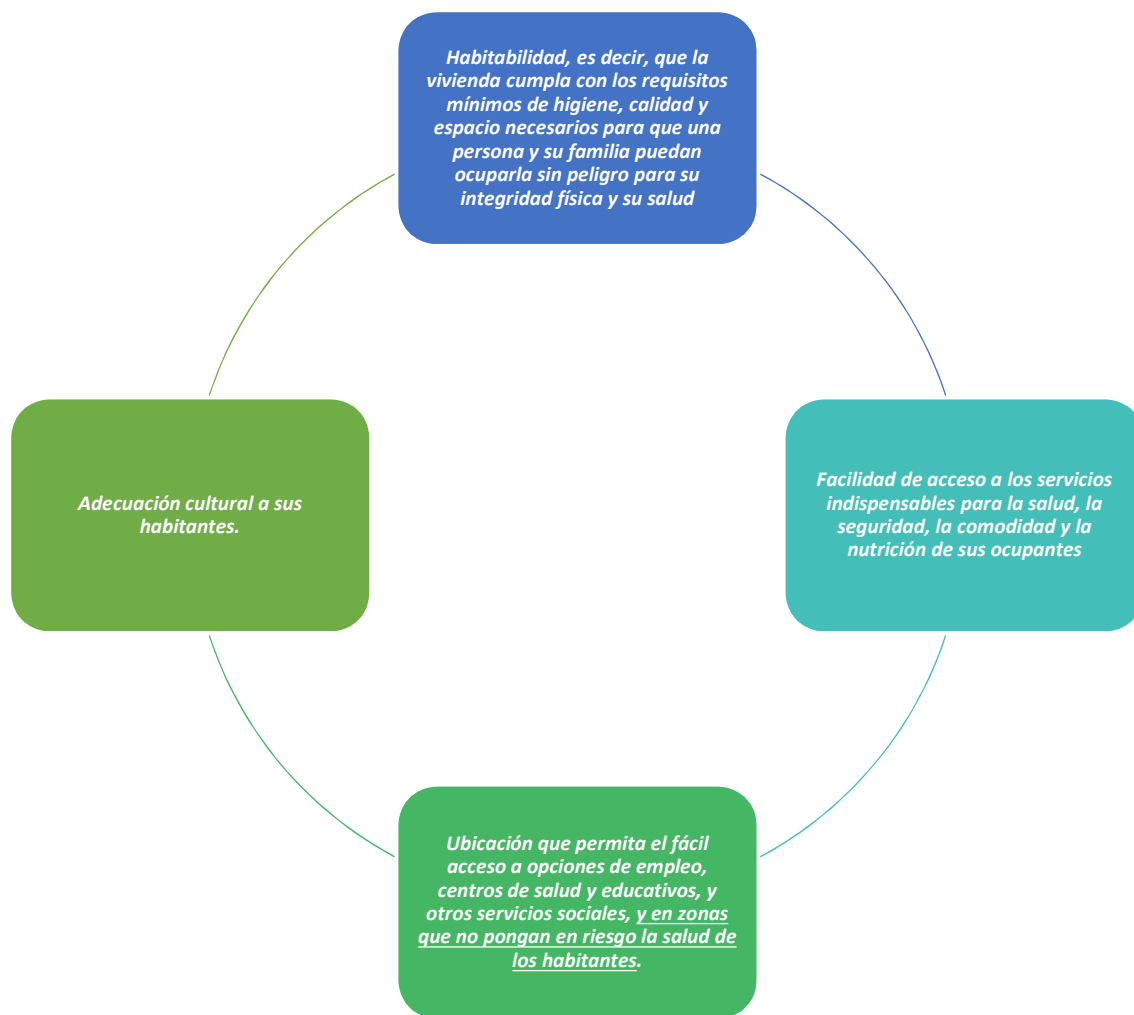 Habitabilidad, es decir, que la
vivienda cumpla con los requisitos
mínimos de higiene, calidad y
espacio necesarios para que una
persona y su familia puedan
ocuparla sin peligro para su
integridad física y su salud
Adecuación cultural a sus
habitantes.
Facilidad de acceso a los servicios
indispensables para la salud, la
seguridad, la comodidad y la
nutrición de sus ocupantes
Ubicación que permita el fácil
acceso a opciones de empleo,
centros de salud y educativos, y
otros servicios sociales, y en zonas
que no pongan en riesgo la salud de
los habitantes.